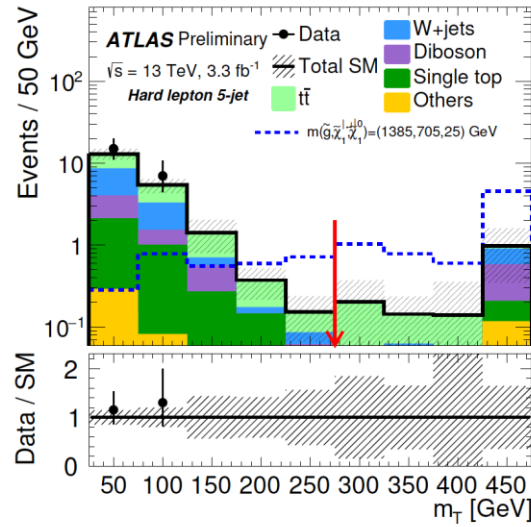 ATLAS Preliminary
√s = 13 TeV, 3.3 fb⁻¹
Hard lepton 5-jet
Data
Total SM
tt̄
W+jets
Diboson
Single top
Others
m(g̃,χ̃₁^|,χ̃₁^|0)=(1385,705,25) GeV
Events / 50 GeV
10²
10
1
10⁻¹
Data / SM
2
1
0
50 100 150 200 250 300 350 400 450
m_T [GeV]